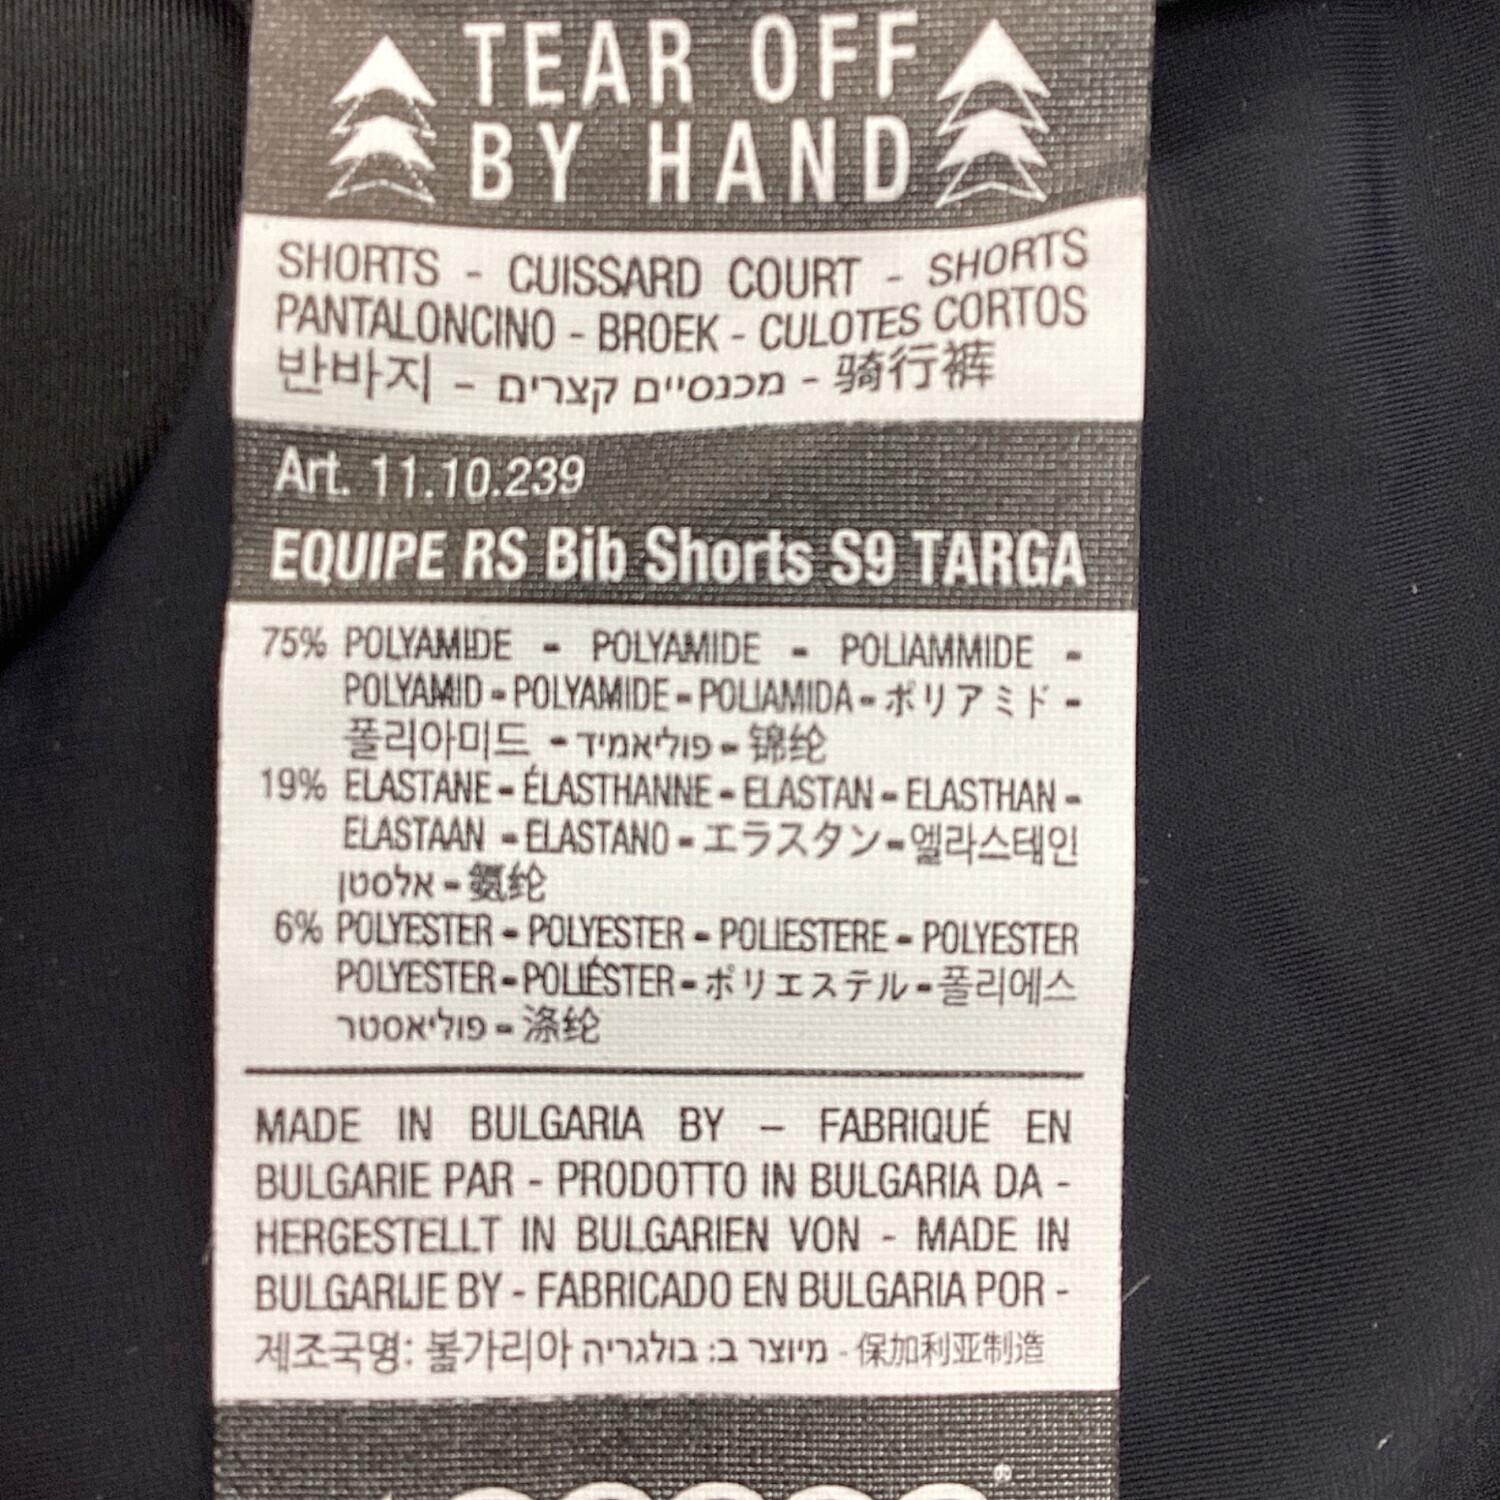 TEAR OFF
BY HAND
SHORTS - CUISSARD COURT - SHORTS
PANTALONCINO - BROEK - CULOTES CORTOS
반바지 - מכנסיים קצרים - 骑行裤
Art. 11.10.239
EQUIPE RS Bib Shorts S9 TARGA
75% POLYAMIDE - POLYAMIDE - POLIAMMIDE -
POLYAMID - POLYAMIDE - POLIAMIDA - ポリアミド -
폴리아미드 - פוליאמיד - 锦纶
19% ELASTANE - ÉLASTHANNE - ELASTAN - ELASTHAN -
ELASTAAN - ELASTANO - エラスタン - 엘라스테인
אלסטן - 氨纶
6% POLYESTER - POLYESTER - POLIESTERE - POLYESTER
POLYESTER - POLIÉSTER - ポリエステル - 폴리에스
פוליאסטר - 涤纶
MADE IN BULGARIA BY – FABRIQUÉ EN
BULGARIE PAR - PRODOTTO IN BULGARIA DA -
HERGESTELLT IN BULGARIEN VON - MADE IN
BULGARIJE BY - FABRICADO EN BULGARIA POR -
제조국명: 불가리아 מיוצר ב: בולגריה - 保加利亚制造